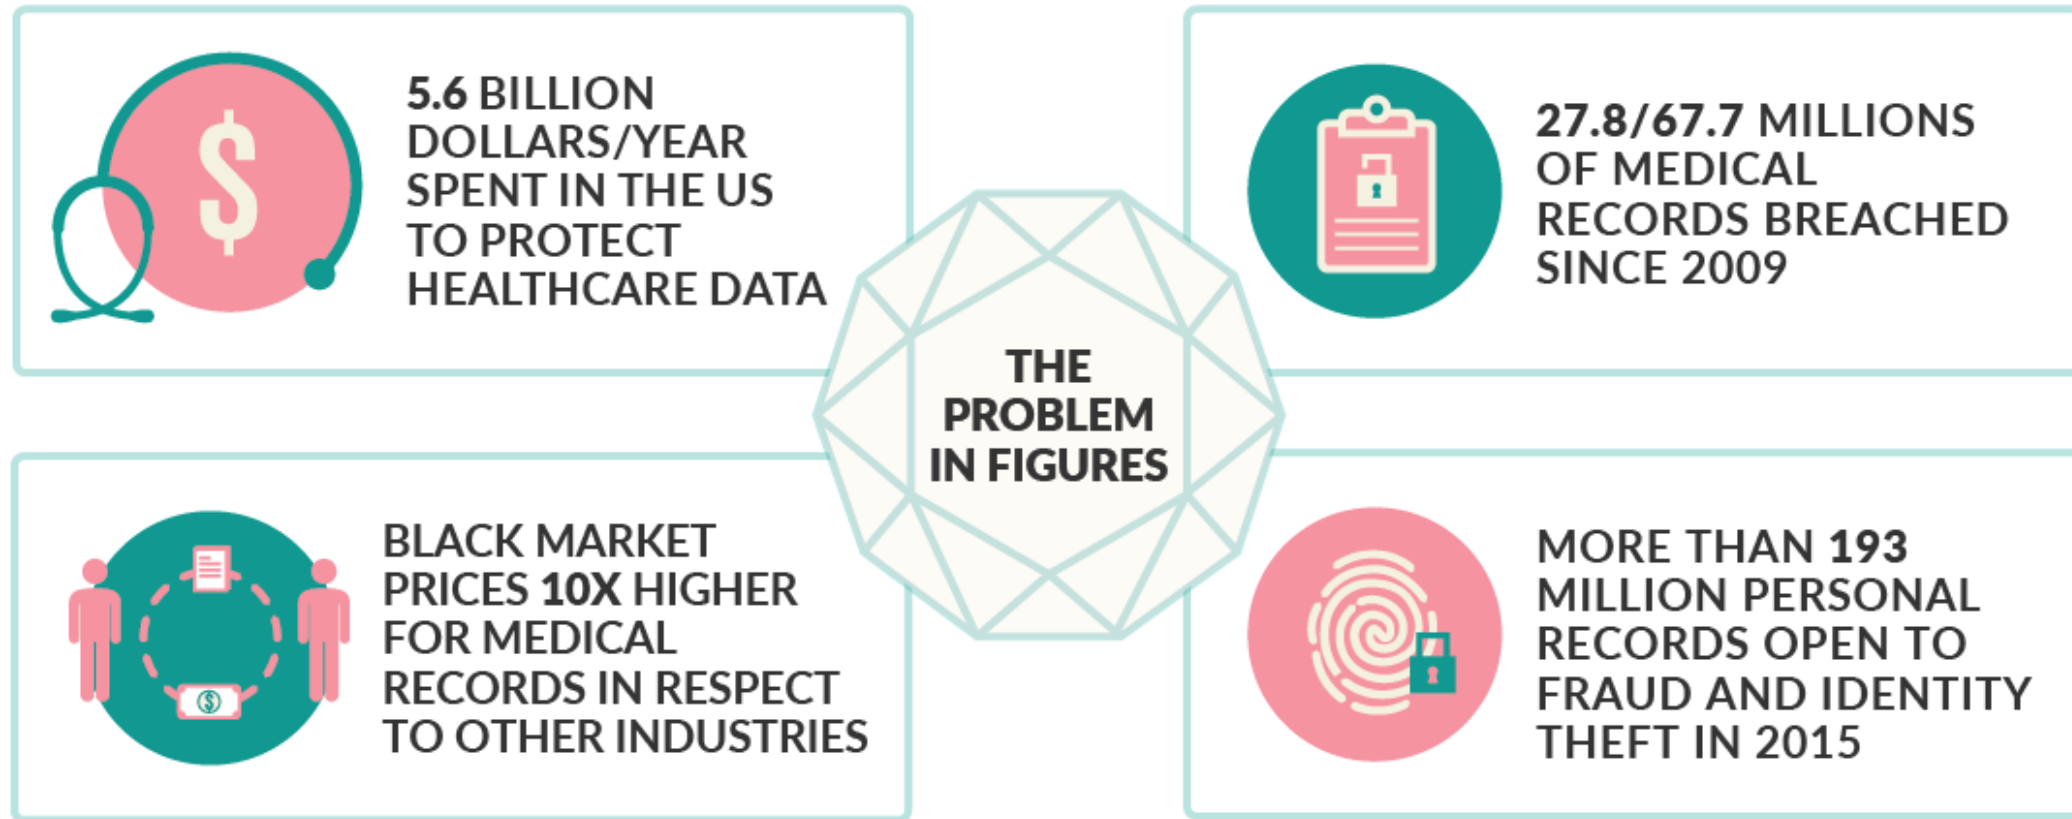 5.6 BILLION
DOLLARS/YEAR
SPENT IN THE US
TO PROTECT
HEALTHCARE DATA
27.8/67.7 MILLIONS
OF MEDICAL
RECORDS BREACHED
SINCE 2009
THE
PROBLEM
IN FIGURES
BLACK MARKET
PRICES 10X HIGHER
FOR MEDICAL
RECORDS IN RESPECT
TO OTHER INDUSTRIES
MORE THAN 193
MILLION PERSONAL
RECORDS OPEN TO
FRAUD AND IDENTITY
THEFT IN 2015